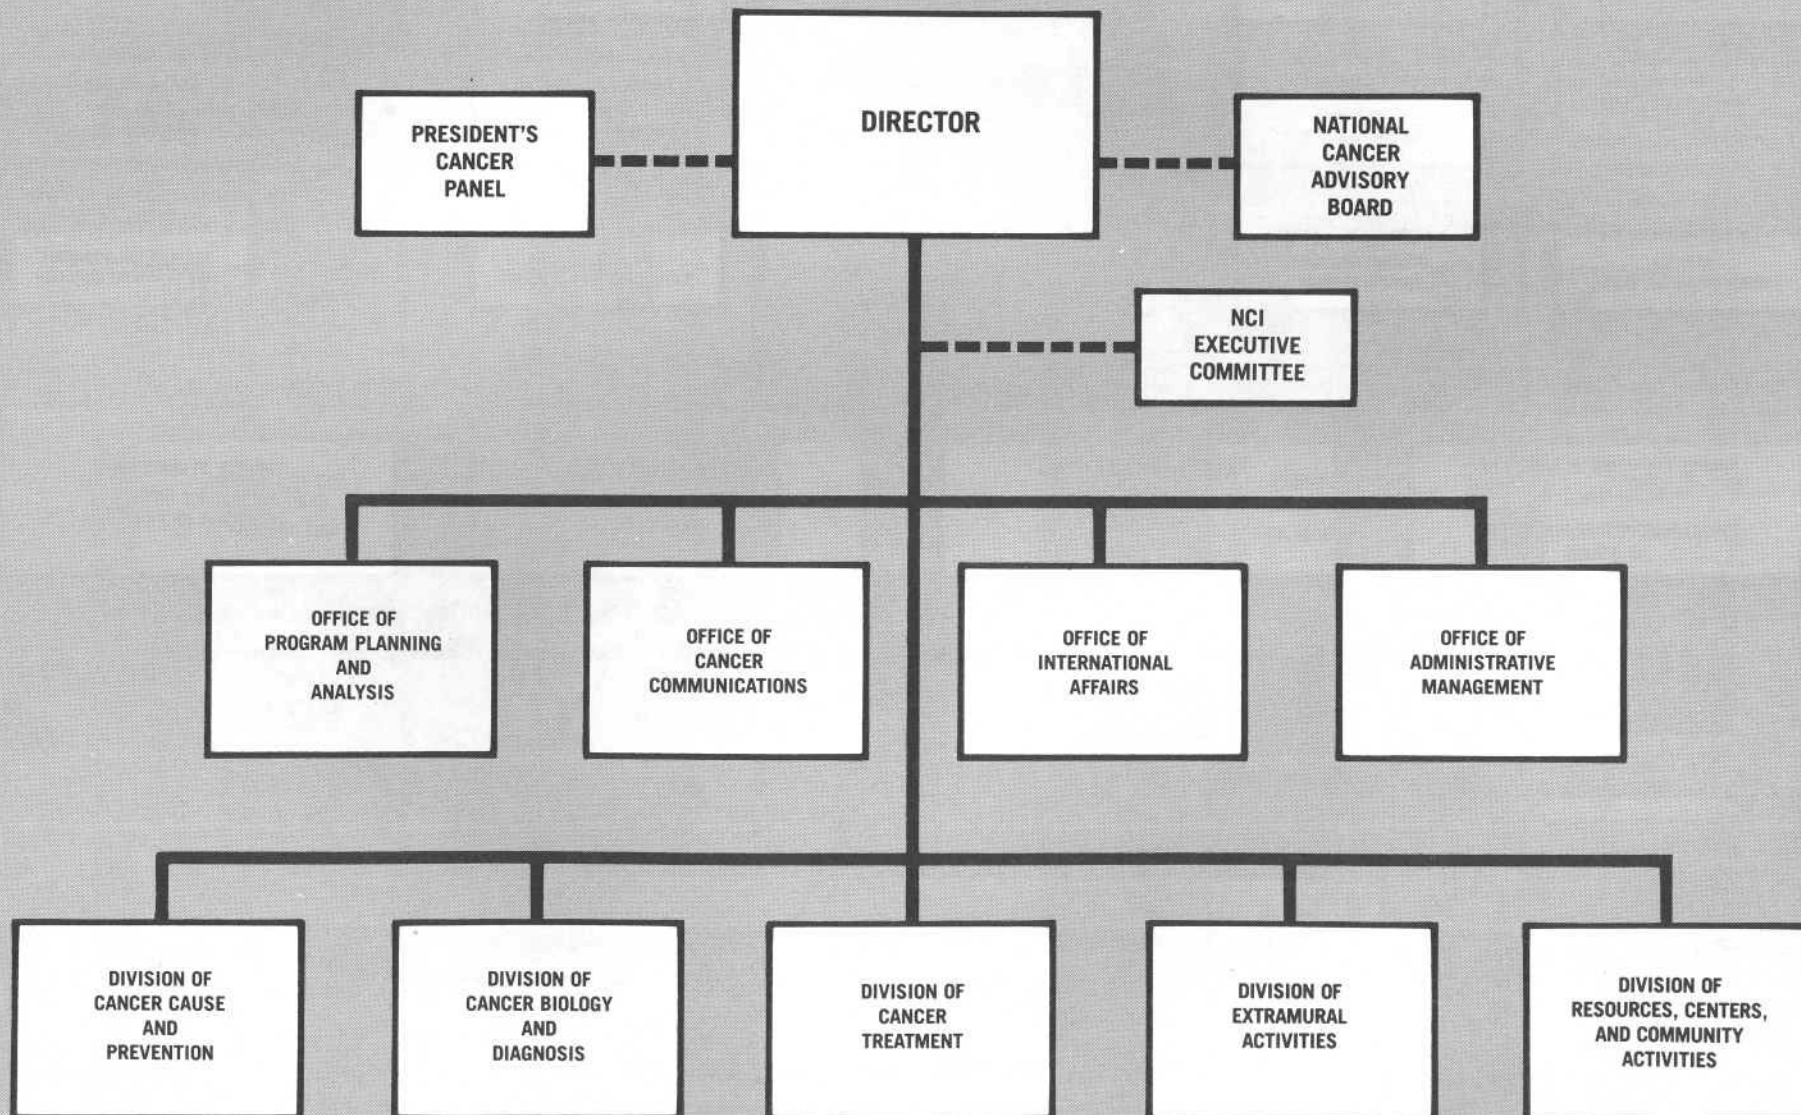 DIRECTOR
PRESIDENT'S
CANCER
PANEL
NATIONAL
CANCER
ADVISORY
BOARD
NCI
EXECUTIVE
COMMITTEE
OFFICE OF
PROGRAM PLANNING
AND
ANALYSIS
OFFICE OF
CANCER
COMMUNICATIONS
OFFICE OF
INTERNATIONAL
AFFAIRS
OFFICE OF
ADMINISTRATIVE
MANAGEMENT
DIVISION OF
CANCER CAUSE
AND
PREVENTION
DIVISION OF
CANCER BIOLOGY
AND
DIAGNOSIS
DIVISION OF
CANCER
TREATMENT
DIVISION OF
EXTRAMURAL
ACTIVITIES
DIVISION OF
RESOURCES, CENTERS,
AND COMMUNITY
ACTIVITIES